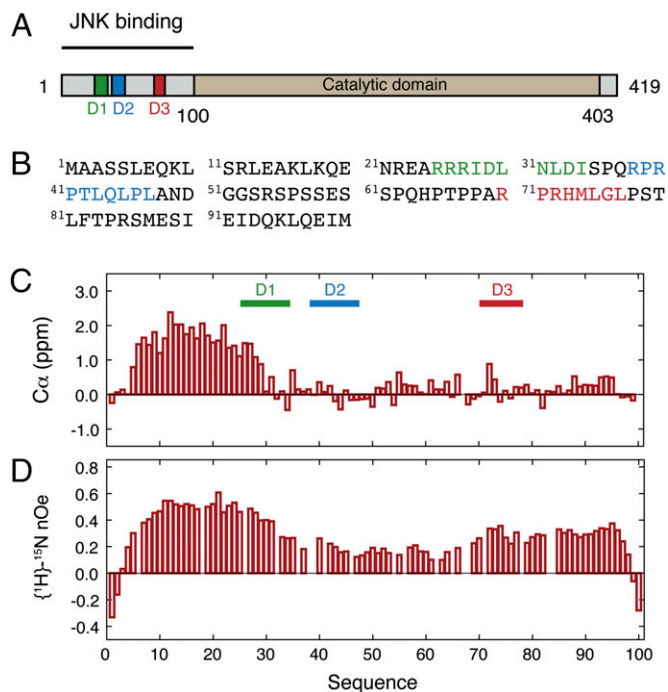 A
JNK binding
1
Catalytic domain
419
D1 D2 D3
100
403
B
¹MAASSLEQKL ¹¹SRLEAKLKQE ²¹NREARRRIDL ³¹NLDISPQRPR
⁴¹PTLQLPLAND ⁵¹GGSRSPSSES ⁶¹SPQHPTPPAR ⁷¹PRHMLGLPST
⁸¹LFTPRSMESI ⁹¹EIDQKLQEIM
C
D1 D2 D3
3.0
2.0
1.0
0.0
-1.0
Cα (ppm)
D
0.8
0.6
0.4
0.2
0.0
-0.2
-0.4
{¹H}-¹⁵N nOe
0 10 20 30 40 50 60 70 80 90 100
Sequence